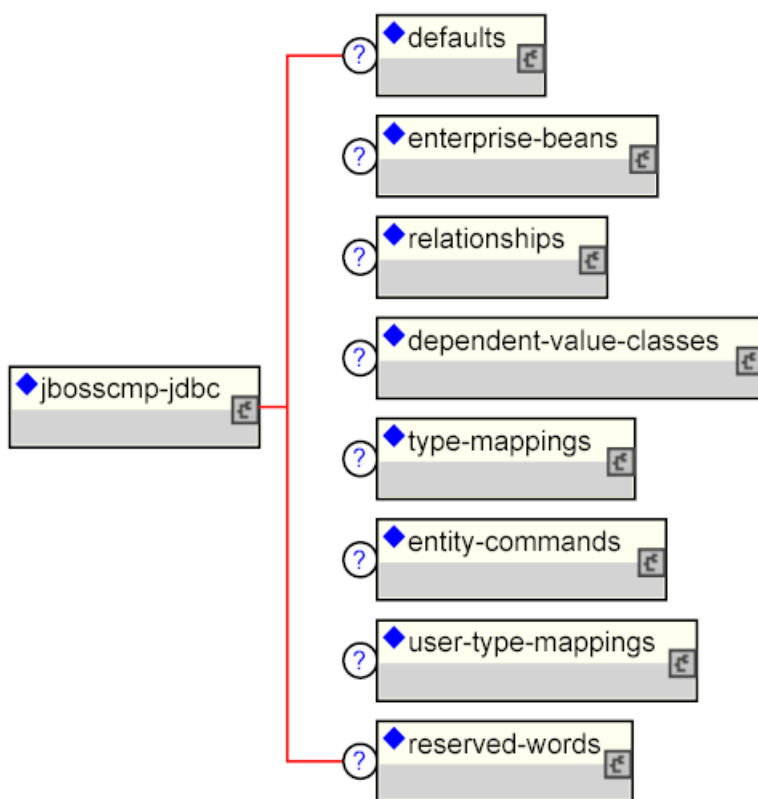 ? defaults
? enterprise-beans
? relationships
? dependent-value-classes
jbosscmp-jdbc
? type-mappings
? entity-commands
? user-type-mappings
? reserved-words